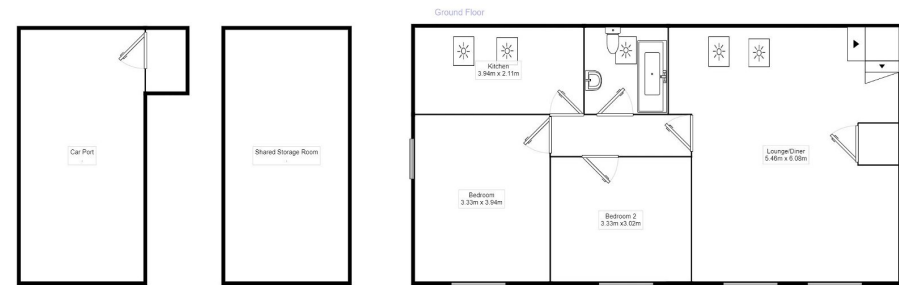 Ground Floor
Kitchen
3.94m x 2.11m
Car Port
Shared Storage Room
Lounge/Diner
5.46m x 6.08m
Bedroom
3.33m x 3.94m
Bedroom 2
3.33m x3.02m